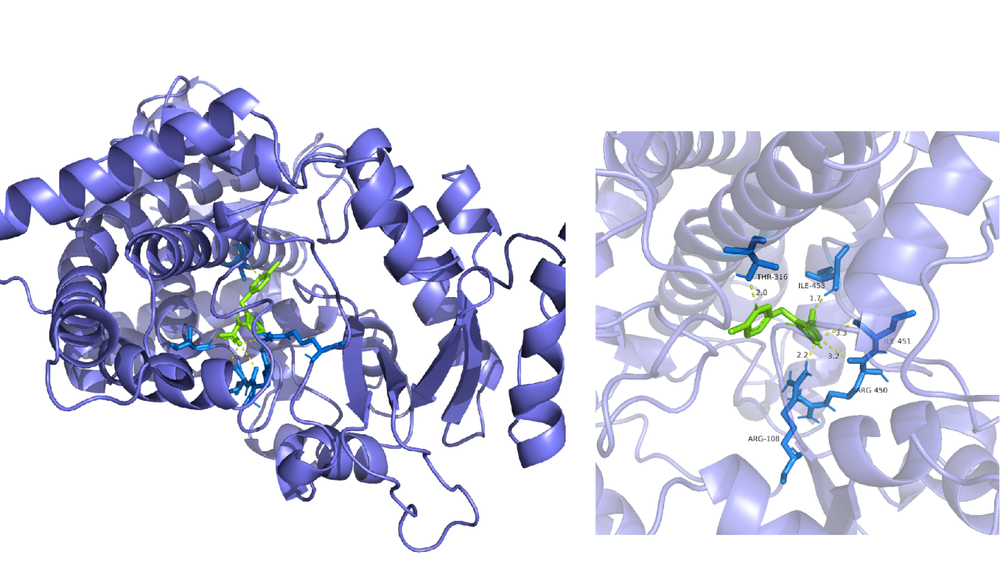 THR-316
ILE-453
2.0
1.7
3.3
ILE-451
2.2
3.2
ARG-450
ARG-108